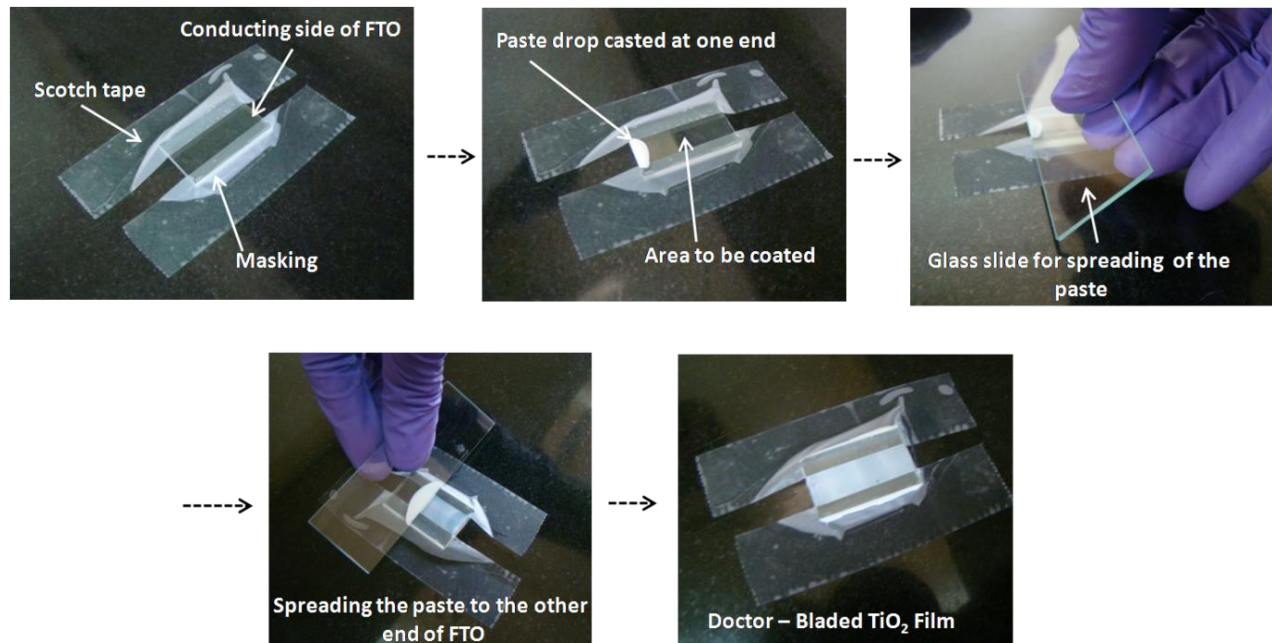 Conducting side of FTO
Scotch tape
Masking
Paste drop casted at one end
Area to be coated
Glass slide for spreading of the
paste
Spreading the paste to the other
end of FTO
Doctor – Bladed TiO₂ Film